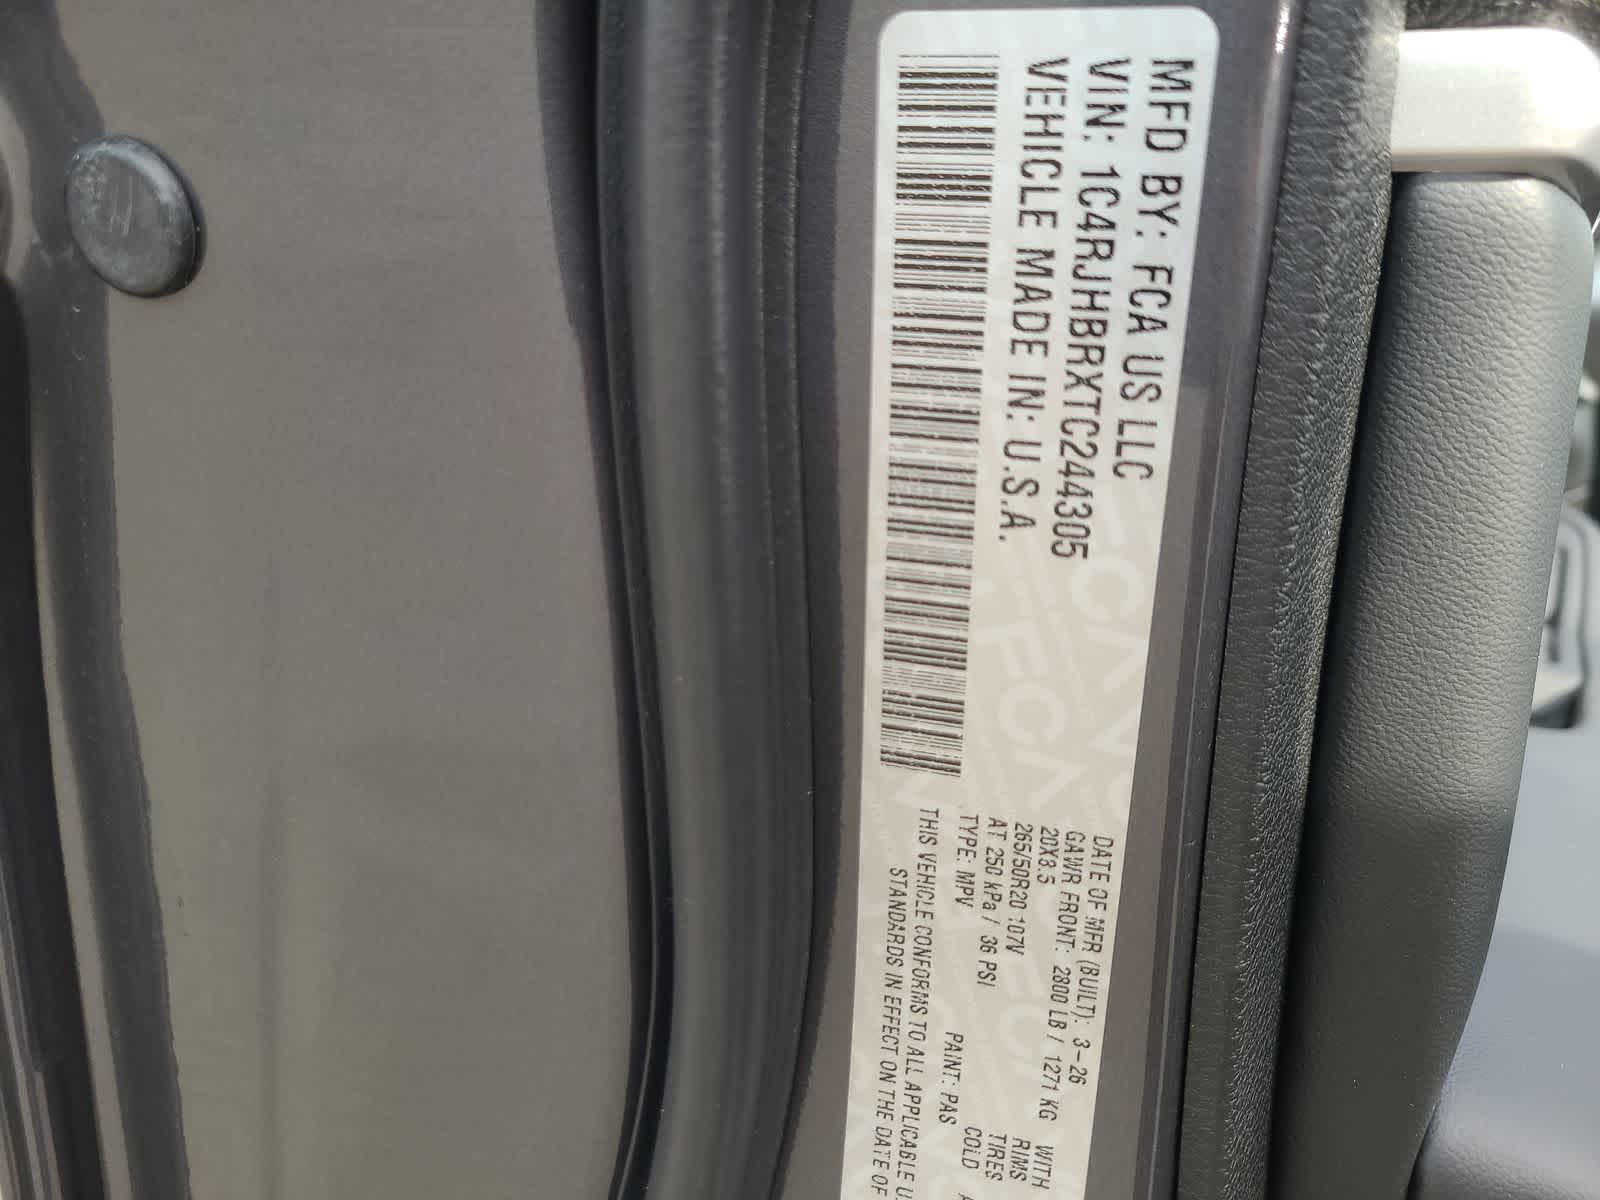 MFD BY: FCA US LLC
VIN: 1C4RJHBRXTC244305
VEHICLE MADE IN: U.S.A.
DATE OF MFR (BUILT): 3-26
GAWR FRONT: 2800 LB / 1271 KG WITH
20X8.5 RIMS
265/50R20 107V TIRES
AT 250 kPa / 36 PSI COLD
TYPE: MPV PAINT: PAS
THIS VEHICLE CONFORMS TO ALL APPLICABLE
STANDARDS IN EFFECT ON THE DATE OF